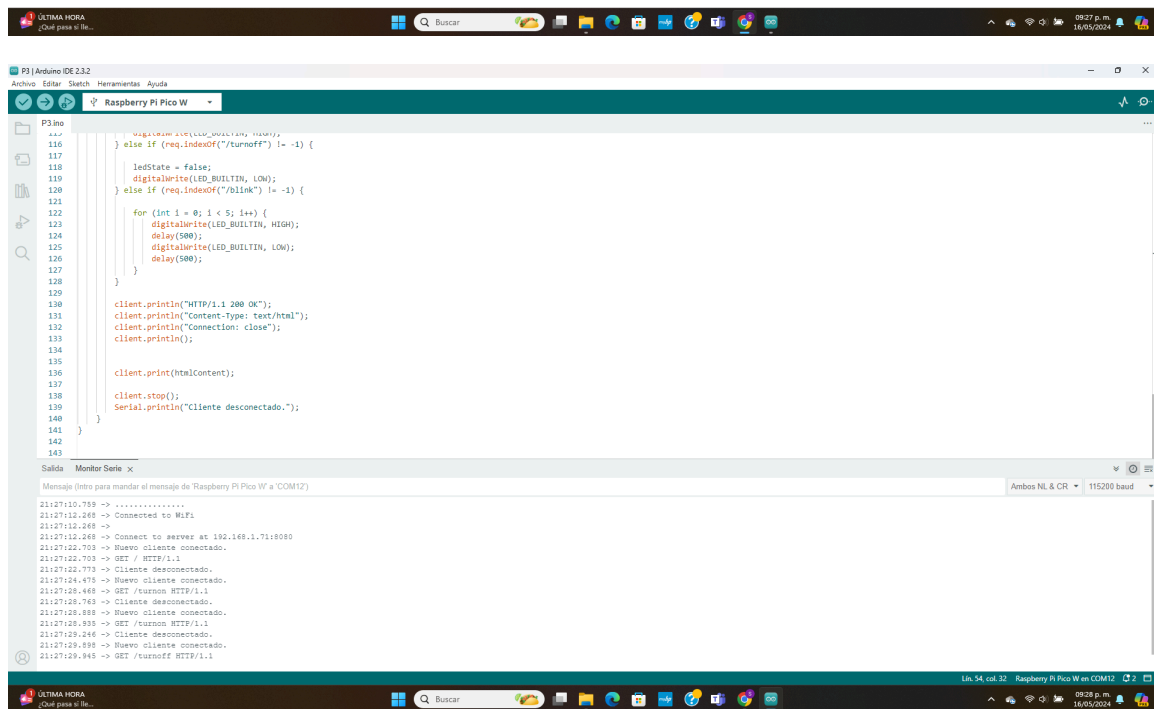 ÚLTIMA HORA
¿Qué pasa si lle...
Buscar
09:27 p. m.
16/05/2024
P3 | Arduino IDE 2.3.2
Archivo Editar Sketch Herramientas Ayuda
Raspberry Pi Pico W
P3.ino
115 digitalWrite(LED_BUILTIN, HIGH);
116 } else if (req.indexOf("/turnoff") != -1) {
117
118 ledState = false;
119 digitalWrite(LED_BUILTIN, LOW);
120 } else if (req.indexOf("/blink") != -1) {
121
122 for (int i = 0; i < 5; i++) {
123 digitalWrite(LED_BUILTIN, HIGH);
124 delay(500);
125 digitalWrite(LED_BUILTIN, LOW);
126 delay(500);
127 }
128 }
129
130 client.println("HTTP/1.1 200 OK");
131 client.println("Content-Type: text/html");
132 client.println("Connection: close");
133 client.println();
134
135
136 client.print(htmlContent);
137
138 client.stop();
139 Serial.println("Cliente desconectado.");
140 }
141 }
142
143
Salida Monitor Serie x
Mensaje (Intro para mandar el mensaje de 'Raspberry Pi Pico W' a 'COM12')
Ambos NL & CR 115200 baud
21:27:10.759 -> ...............
21:27:12.268 -> Connected to WiFi
21:27:12.268 ->
21:27:12.268 -> Connect to server at 192.168.1.71:8080
21:27:22.703 -> Nuevo cliente conectado.
21:27:22.703 -> GET / HTTP/1.1
21:27:22.773 -> Cliente desconectado.
21:27:24.475 -> Nuevo cliente conectado.
21:27:28.468 -> GET /turnon HTTP/1.1
21:27:28.763 -> Cliente desconectado.
21:27:28.888 -> Nuevo cliente conectado.
21:27:28.935 -> GET /turnon HTTP/1.1
21:27:29.246 -> Cliente desconectado.
21:27:29.898 -> Nuevo cliente conectado.
21:27:29.945 -> GET /turnoff HTTP/1.1
Lín. 54, col. 32 Raspberry Pi Pico W en COM12 2
ÚLTIMA HORA
¿Qué pasa si lle...
Buscar
09:28 p. m.
16/05/2024